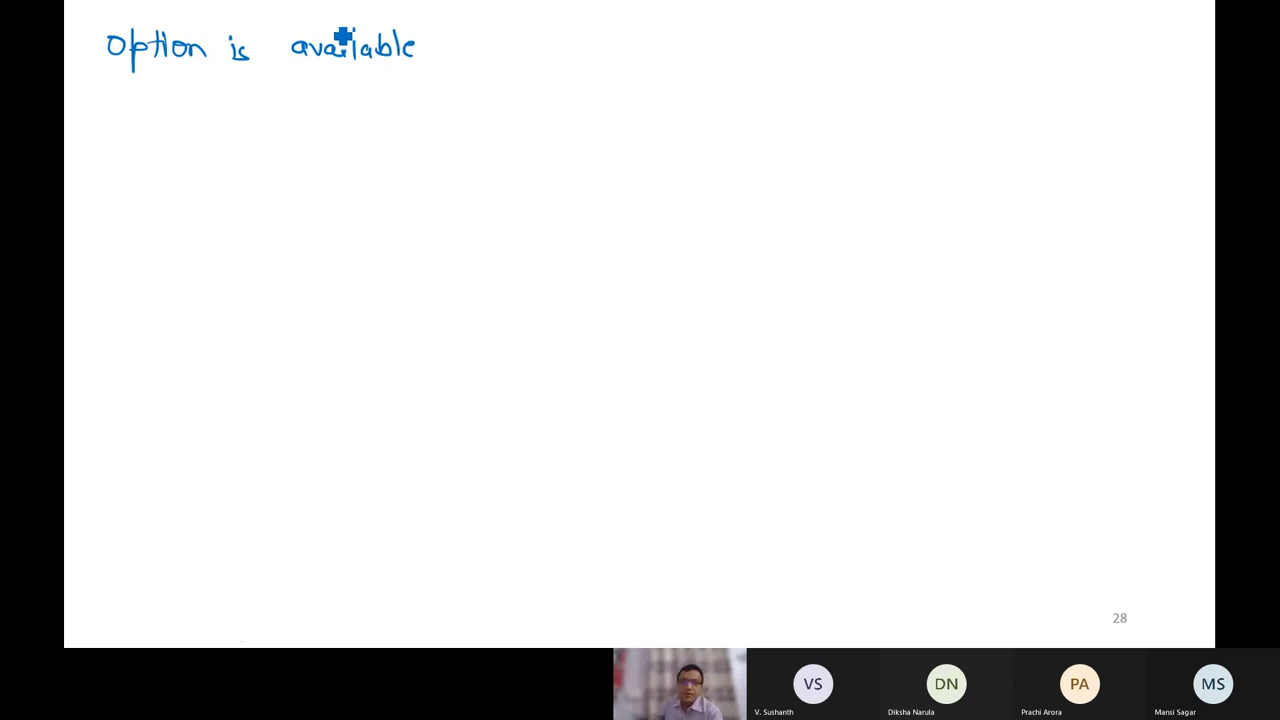 Option is available
28
VS
DN
PA
MS
V. Sushanth
Diksha Narula
Prachi Arora
Mansi Sagar